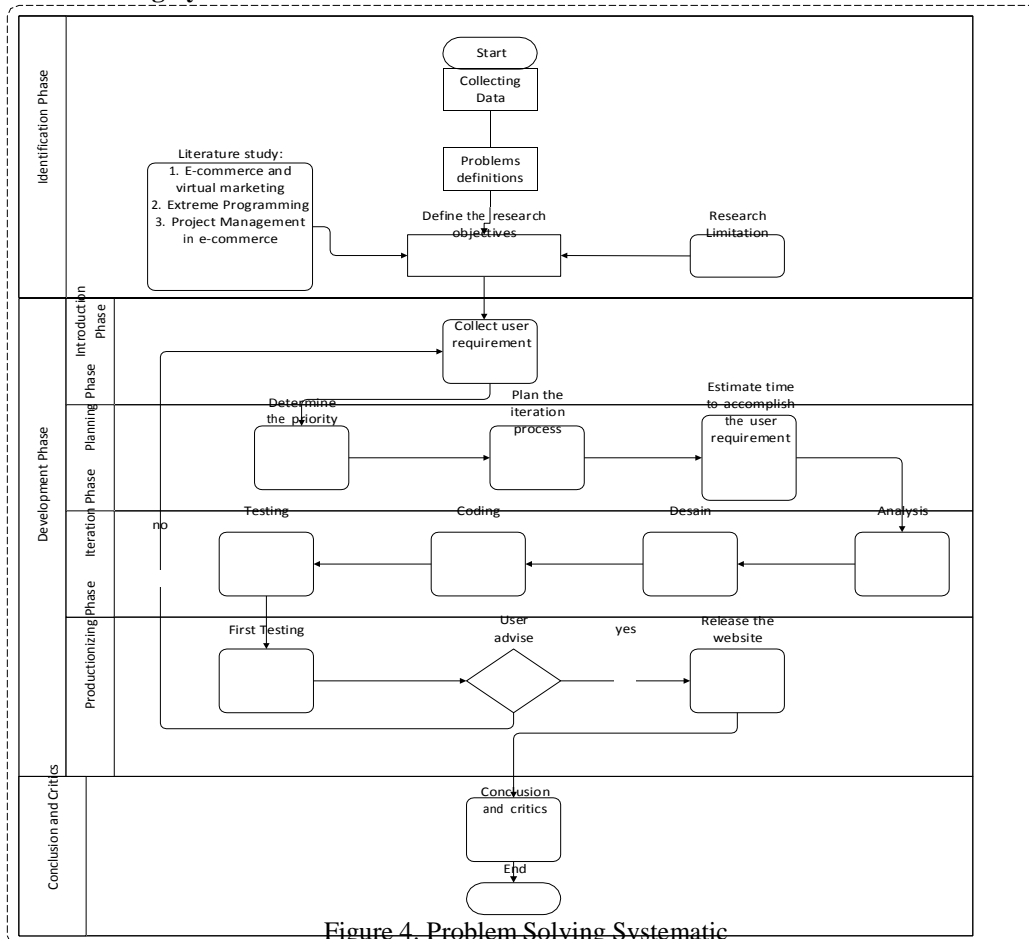 Start
Collecting
Data
Identification Phase
Problems
definitions
Literature study:
1. E-commerce and
virtual marketing
2. Extreme Programming
3. Project Management
in e-commerce
Define the research
objectives
Research
Limitation
Development Phase
Introduction
Phase
Collect user
requirement
Planning Phase
Determine
the priority
Plan the
iteration
process
Estimate time
to accomplish
the user
requirement
Iteration Phase
Testing
Coding
Desain
Analysis
no
Productionizing Phase
First Testing
User
advise
yes
Release the
website
Conclusion and Critics
Conclusion
and critics
End
Figure 4. Problem Solving Systematic